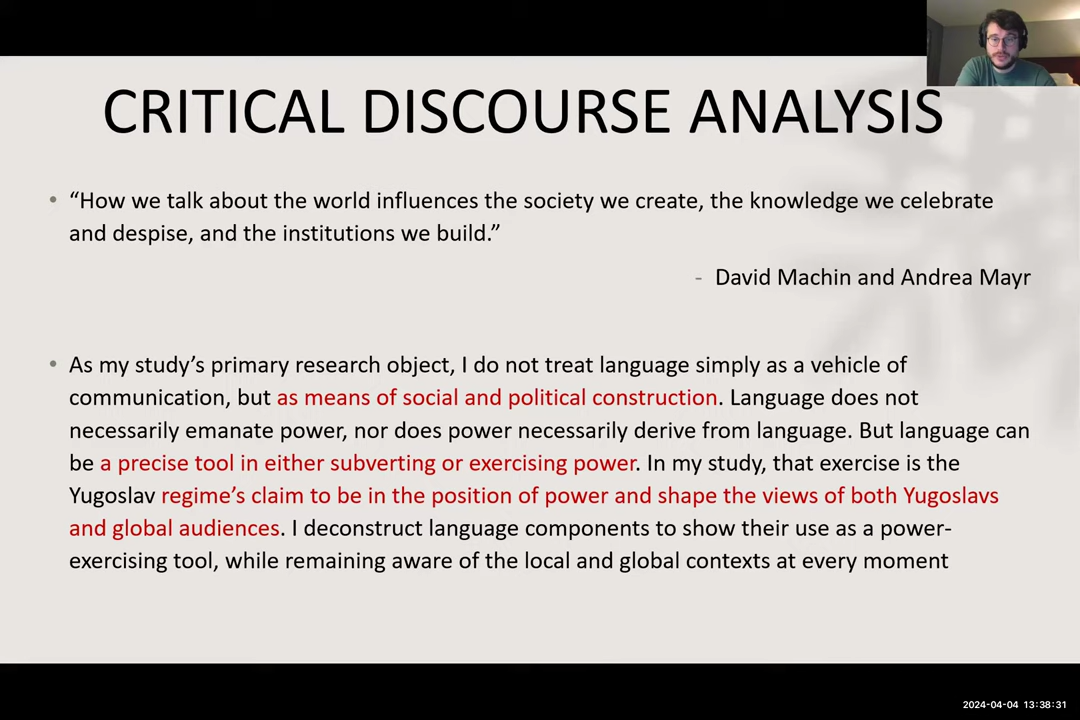 CRITICAL DISCOURSE ANALYSIS
• “How we talk about the world influences the society we create, the knowledge we celebrate
and despise, and the institutions we build.”
- David Machin and Andrea Mayr
• As my study’s primary research object, I do not treat language simply as a vehicle of
communication, but as means of social and political construction. Language does not
necessarily emanate power, nor does power necessarily derive from language. But language can
be a precise tool in either subverting or exercising power. In my study, that exercise is the
Yugoslav regime’s claim to be in the position of power and shape the views of both Yugoslavs
and global audiences. I deconstruct language components to show their use as a power-
exercising tool, while remaining aware of the local and global contexts at every moment
2024-04-04 13:38:31